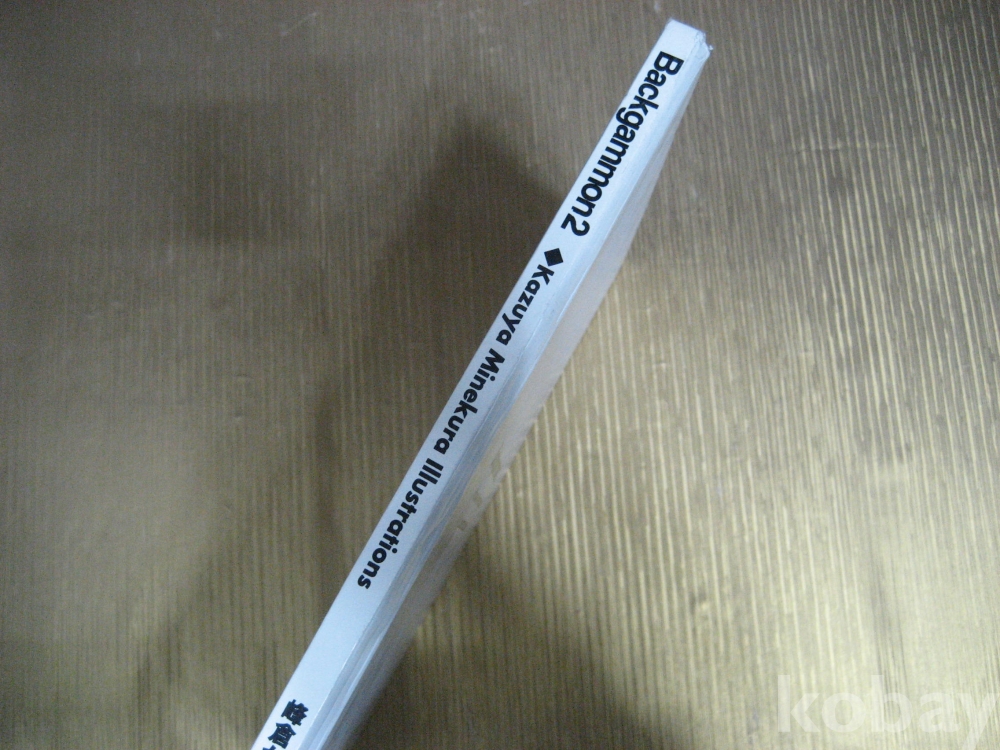 Backgammon2 ◆Kazuya Minekura Illustrations
峰倉
kobay